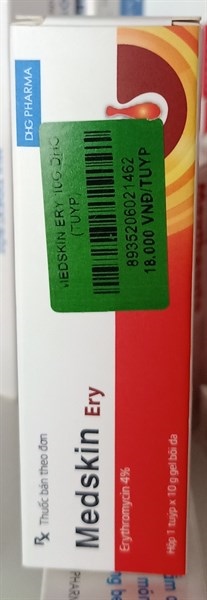 DHG PHARMA
MEDSKIN ERY 10G DHG
(TUYP)
8935206021462
18.000 VNĐ/TUYP
Rx Thuốc bán theo đơn
Medskin Ery
Erythromycin 4%
Hộp 1 tuýp x 10 g gel bôi da